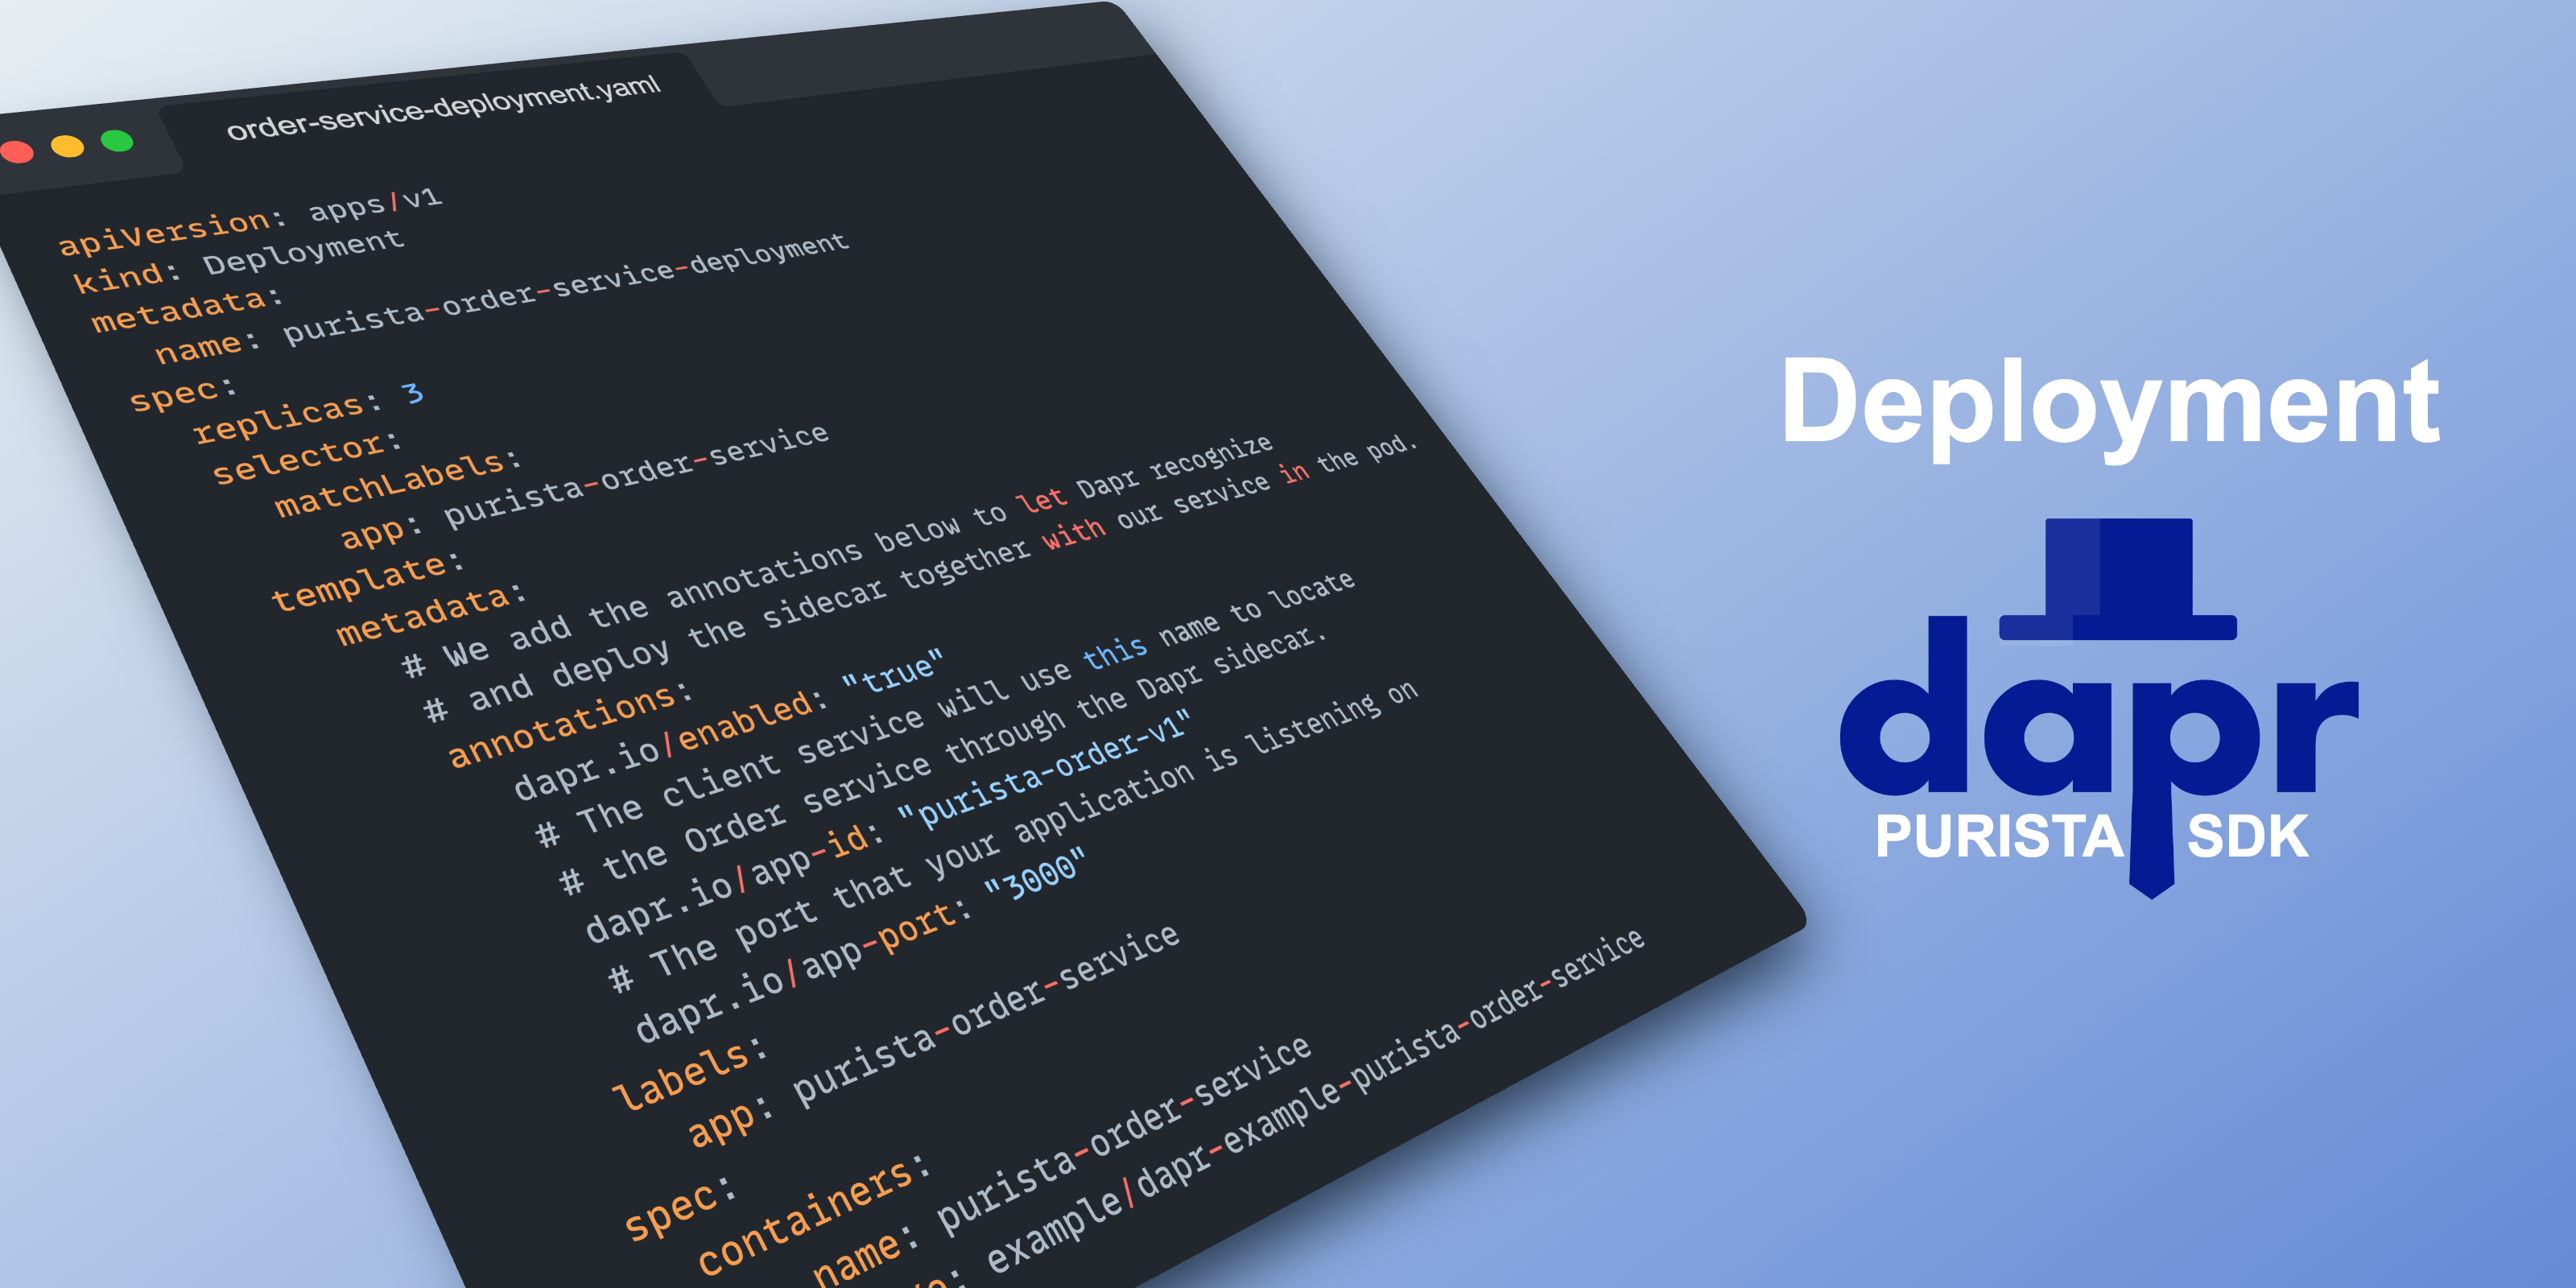 order-service-deployment.yaml
apiVersion: apps/v1
kind: Deployment
metadata:
name: purista-order-service-deployment
spec:
replicas: 3
selector:
matchLabels:
app: purista-order-service
template:
metadata:
# We add the annotations below to let Dapr recognize
# and deploy the sidecar together with our service in the pod.
annotations:
dapr.io/enabled: "true"
# The client service will use this name to locate
# the Order service through the Dapr sidecar.
dapr.io/app-id: "purista-order-v1"
# The port that your application is listening on
dapr.io/app-port: "3000"
labels:
app: purista-order-service
spec:
containers:
name: purista-order-service
example/dapr-example-purista-order-service
Deployment
dapr
PURISTA SDK